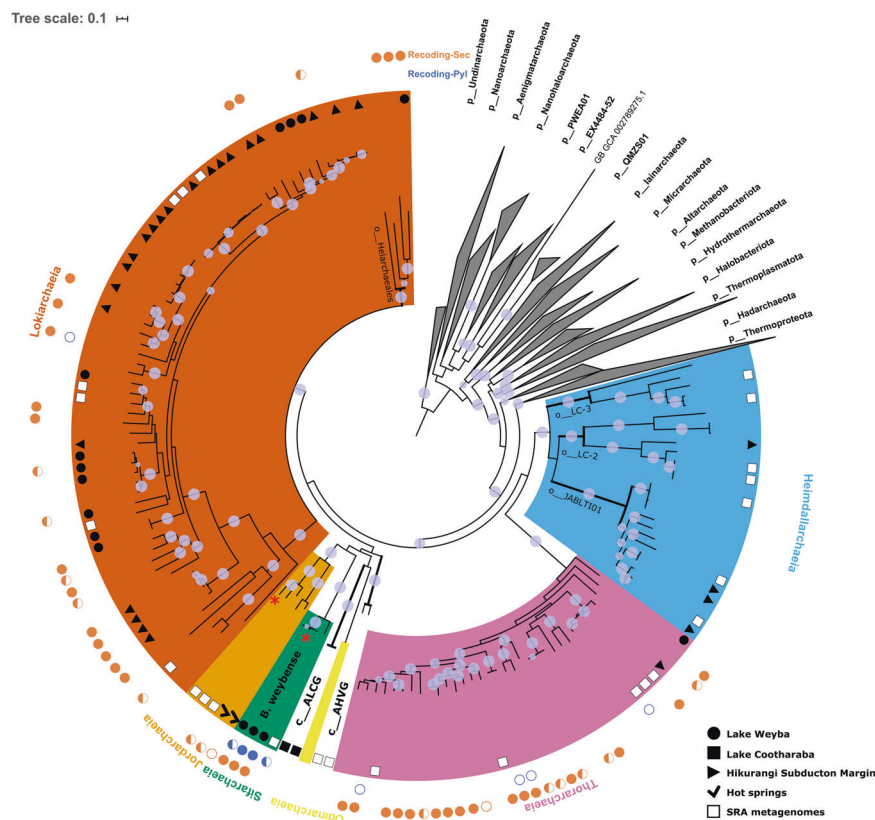 Tree scale: 0.1
Recoding-Sec
Recoding-Pyl
p__Undinarchaeota
p__Nanoarchaeota
p__Aenigmatarchaeota
p__Nanohaloarchaeota
p__PWEA01
p__EX4484-52
GB GCA 002789275.1
p__QMZS01
p__Iainarchaeota
p__Micrarchaeota
p__Altarchaeota
p__Methanobacteriota
p__Hydrothermarchaeota
p__Halobacteriota
p__Thermoplasmatota
p__Hadarchaeota
p__Thermoproteota
o__Helarchaeales
Lokiarchaeia
o__LC-3
o__LC-2
o__JABLTI01
Heimdallarchaeia
*
*
B. weybense
c__ALCG
c__AHVG
Jordarchaeia
Sifarchaeia
Odinarchaeia
Thorarchaeia
Lake Weyba
Lake Cootharaba
Hikurangi Subducton Margin
Hot springs
SRA metagenomes